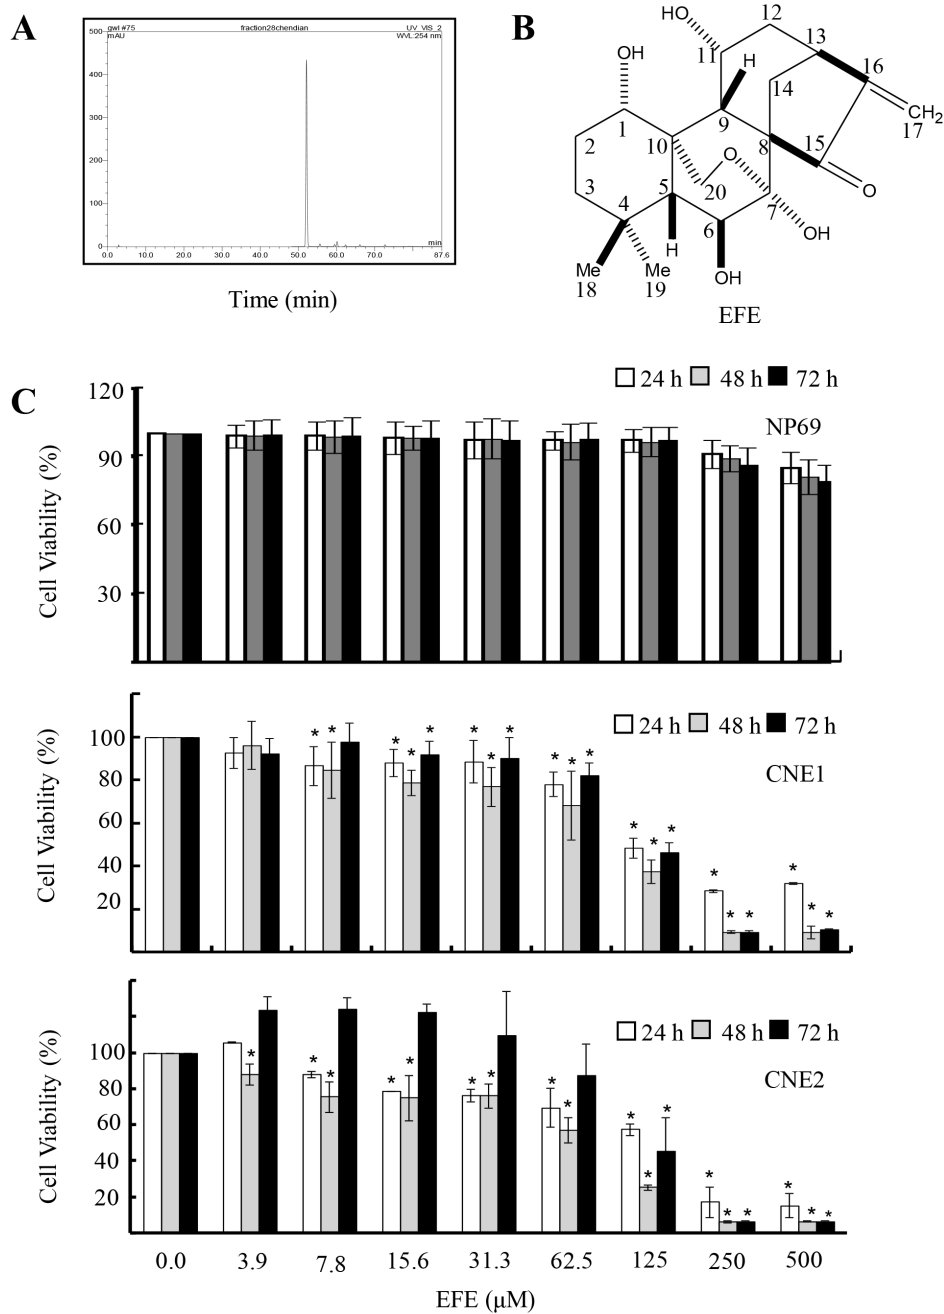 A
gwl #75 fraction28chendian UV_VIS_2
mAU WVL:254 nm
500
400
300
200
100
0
min
0.0 10.0 20.0 30.0 40.0 50.0 60.0 70.0 87.6
Time (min)
B
HO
12
11
13
OH
H
16
14
CH2
17
1
9
2
10
8
15
O
O
3
5
20
7
4
6
OH
H
Me
Me
OH
18
19
EFE
C
24 h 48 h 72 h
NP69
120
90
60
30
Cell Viability (%)
24 h 48 h 72 h
CNE1
100
80
60
40
20
Cell Viability (%)
* * * * * * * * * * * * * * * * * * *
24 h 48 h 72 h
CNE2
100
80
60
40
20
Cell Viability (%)
* * * * * * * * * * * * * * * * * *
0.0 3.9 7.8 15.6 31.3 62.5 125 250 500
EFE (μM)